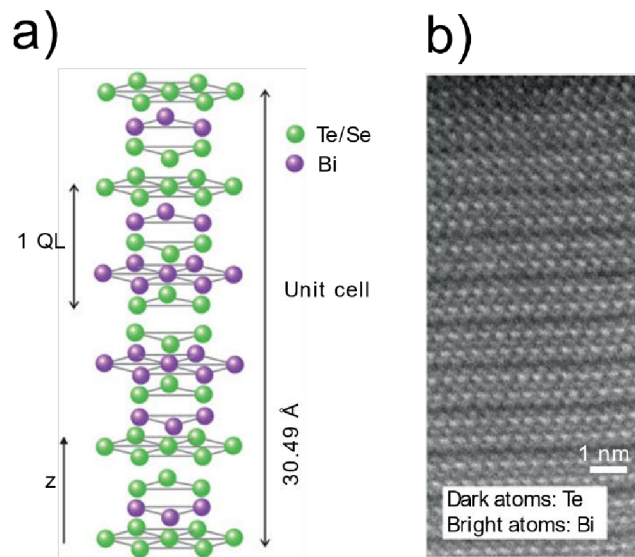 a)
Te/Se
Bi
1 QL
Unit cell
30.49 Å
z
b)
1 nm
Dark atoms: Te
Bright atoms: Bi